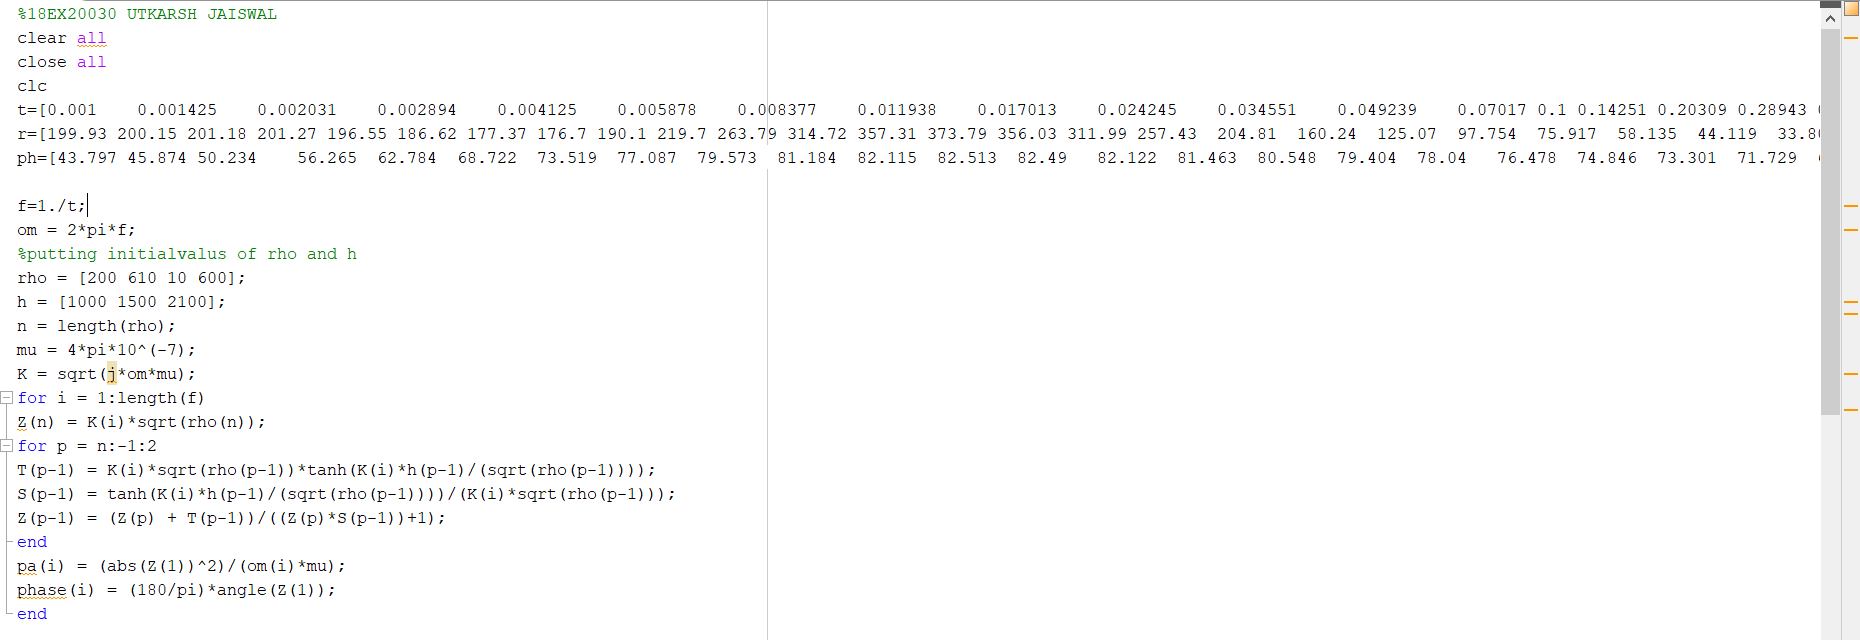 %18EX20030 UTKARSH JAISWAL
clear all
close all
clc
t=[0.001 0.001425 0.002031 0.002894 0.004125 0.005878 0.008377 0.011938 0.017013 0.024245 0.034551 0.049239 0.07017 0.1 0.14251 0.20309 0.28943
r=[199.93 200.15 201.18 201.27 196.55 186.62 177.37 176.7 190.1 219.7 263.79 314.72 357.31 373.79 356.03 311.99 257.43 204.81 160.24 125.07 97.754 75.917 58.135 44.119
ph=[43.797 45.874 50.234 56.265 62.784 68.722 73.519 77.087 79.573 81.184 82.115 82.513 82.49 82.122 81.463 80.548 79.404 78.04 76.478 74.846 73.301 71.729
f=1./t;
om = 2*pi*f;
%putting initialvalus of rho and h
rho = [200 610 10 600];
h = [1000 1500 2100];
n = length(rho);
mu = 4*pi*10^(-7);
K = sqrt(j*om*mu);
for i = 1:length(f)
Z(n) = K(i)*sqrt(rho(n));
for p = n:-1:2
T(p-1) = K(i)*sqrt(rho(p-1))*tanh(K(i)*h(p-1)/(sqrt(rho(p-1))));
S(p-1) = tanh(K(i)*h(p-1)/(sqrt(rho(p-1))))/(K(i)*sqrt(rho(p-1)));
Z(p-1) = (Z(p) + T(p-1))/((Z(p)*S(p-1))+1);
end
pa(i) = (abs(Z(1))^2)/(om(i)*mu);
phase(i) = (180/pi)*angle(Z(1));
end